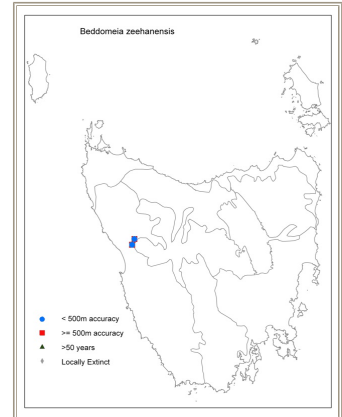 Beddomeia zeehanensis
< 500m accuracy
>= 500m accuracy
>50 years
Locally Extinct